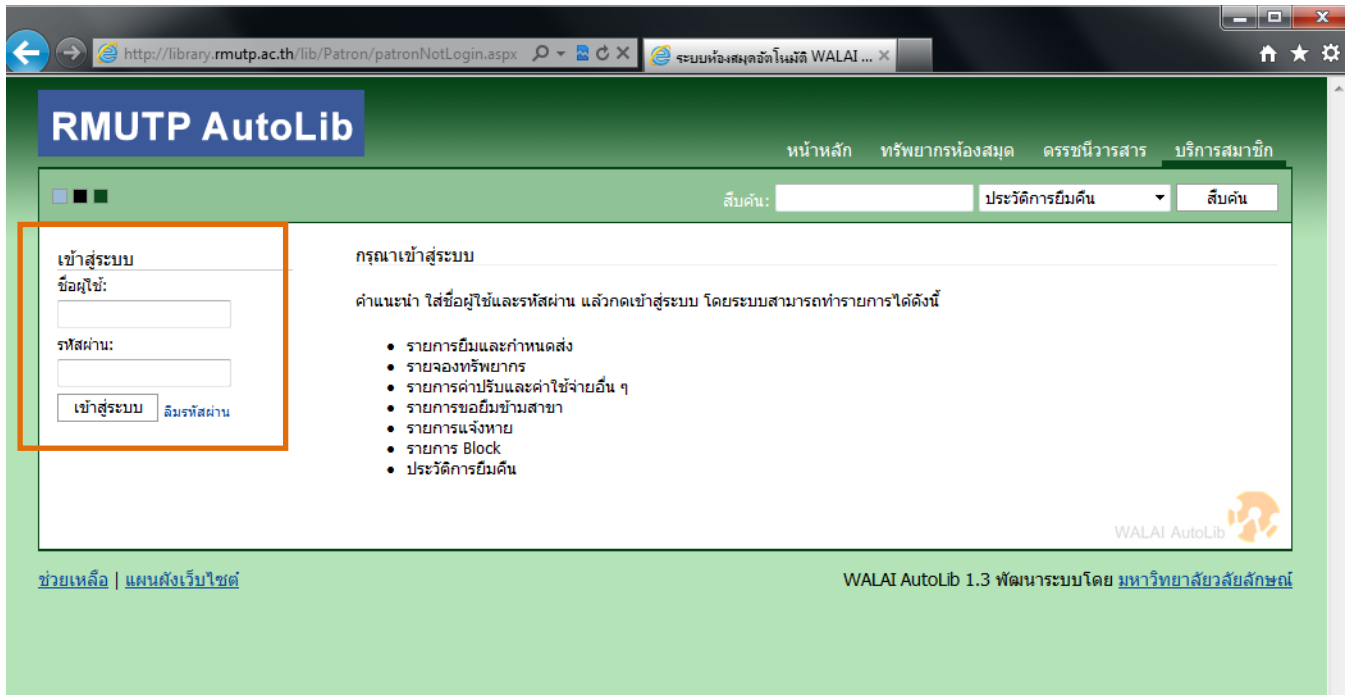 http://library.rmutp.ac.th/lib/Patron/patronNotLogin.aspx
ระบบห้องสมุดอัตโนมัติ WALAI ...
RMUTP AutoLib
หน้าหลัก ทรัพยากรห้องสมุด ดรรชนีวารสาร บริการสมาชิก
สืบค้น: ประวัติการยืมคืน สืบค้น
เข้าสู่ระบบ
ชื่อผู้ใช้:
รหัสผ่าน:
เข้าสู่ระบบ ลืมรหัสผ่าน
กรุณาเข้าสู่ระบบ
คำแนะนำ ใส่ชื่อผู้ใช้และรหัสผ่าน แล้วกดเข้าสู่ระบบ โดยระบบสามารถทำรายการได้ดังนี้
• รายการยืมและกำหนดส่ง
• รายจองทรัพยากร
• รายการค่าปรับและค่าใช้จ่ายอื่น ๆ
• รายการขอยืมข้ามสาขา
• รายการแจ้งหาย
• รายการ Block
• ประวัติการยืมคืน
WALAI AutoLib
ช่วยเหลือ | แผนผังเว็บไซต์
WALAI AutoLib 1.3 พัฒนาระบบโดย มหาวิทยาลัยวลัยลักษณ์